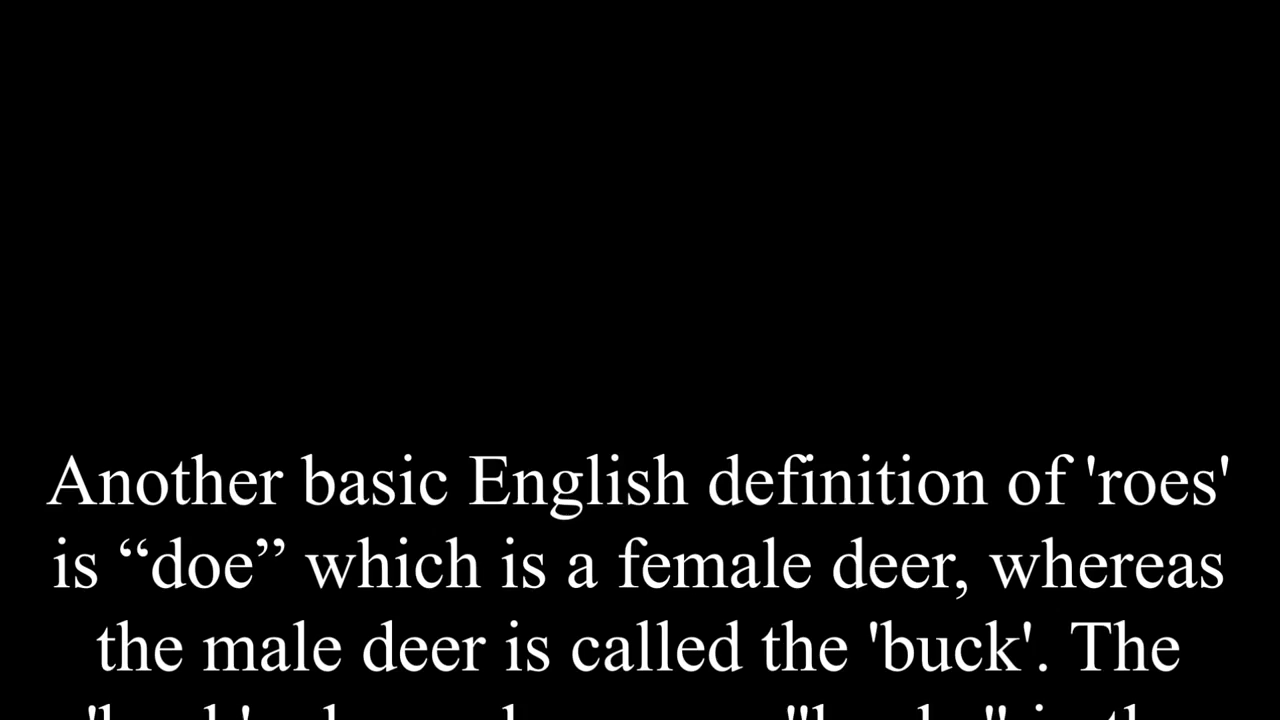 Another basic English definition of 'roes'
is “doe” which is a female deer, whereas
the male deer is called the 'buck'. The